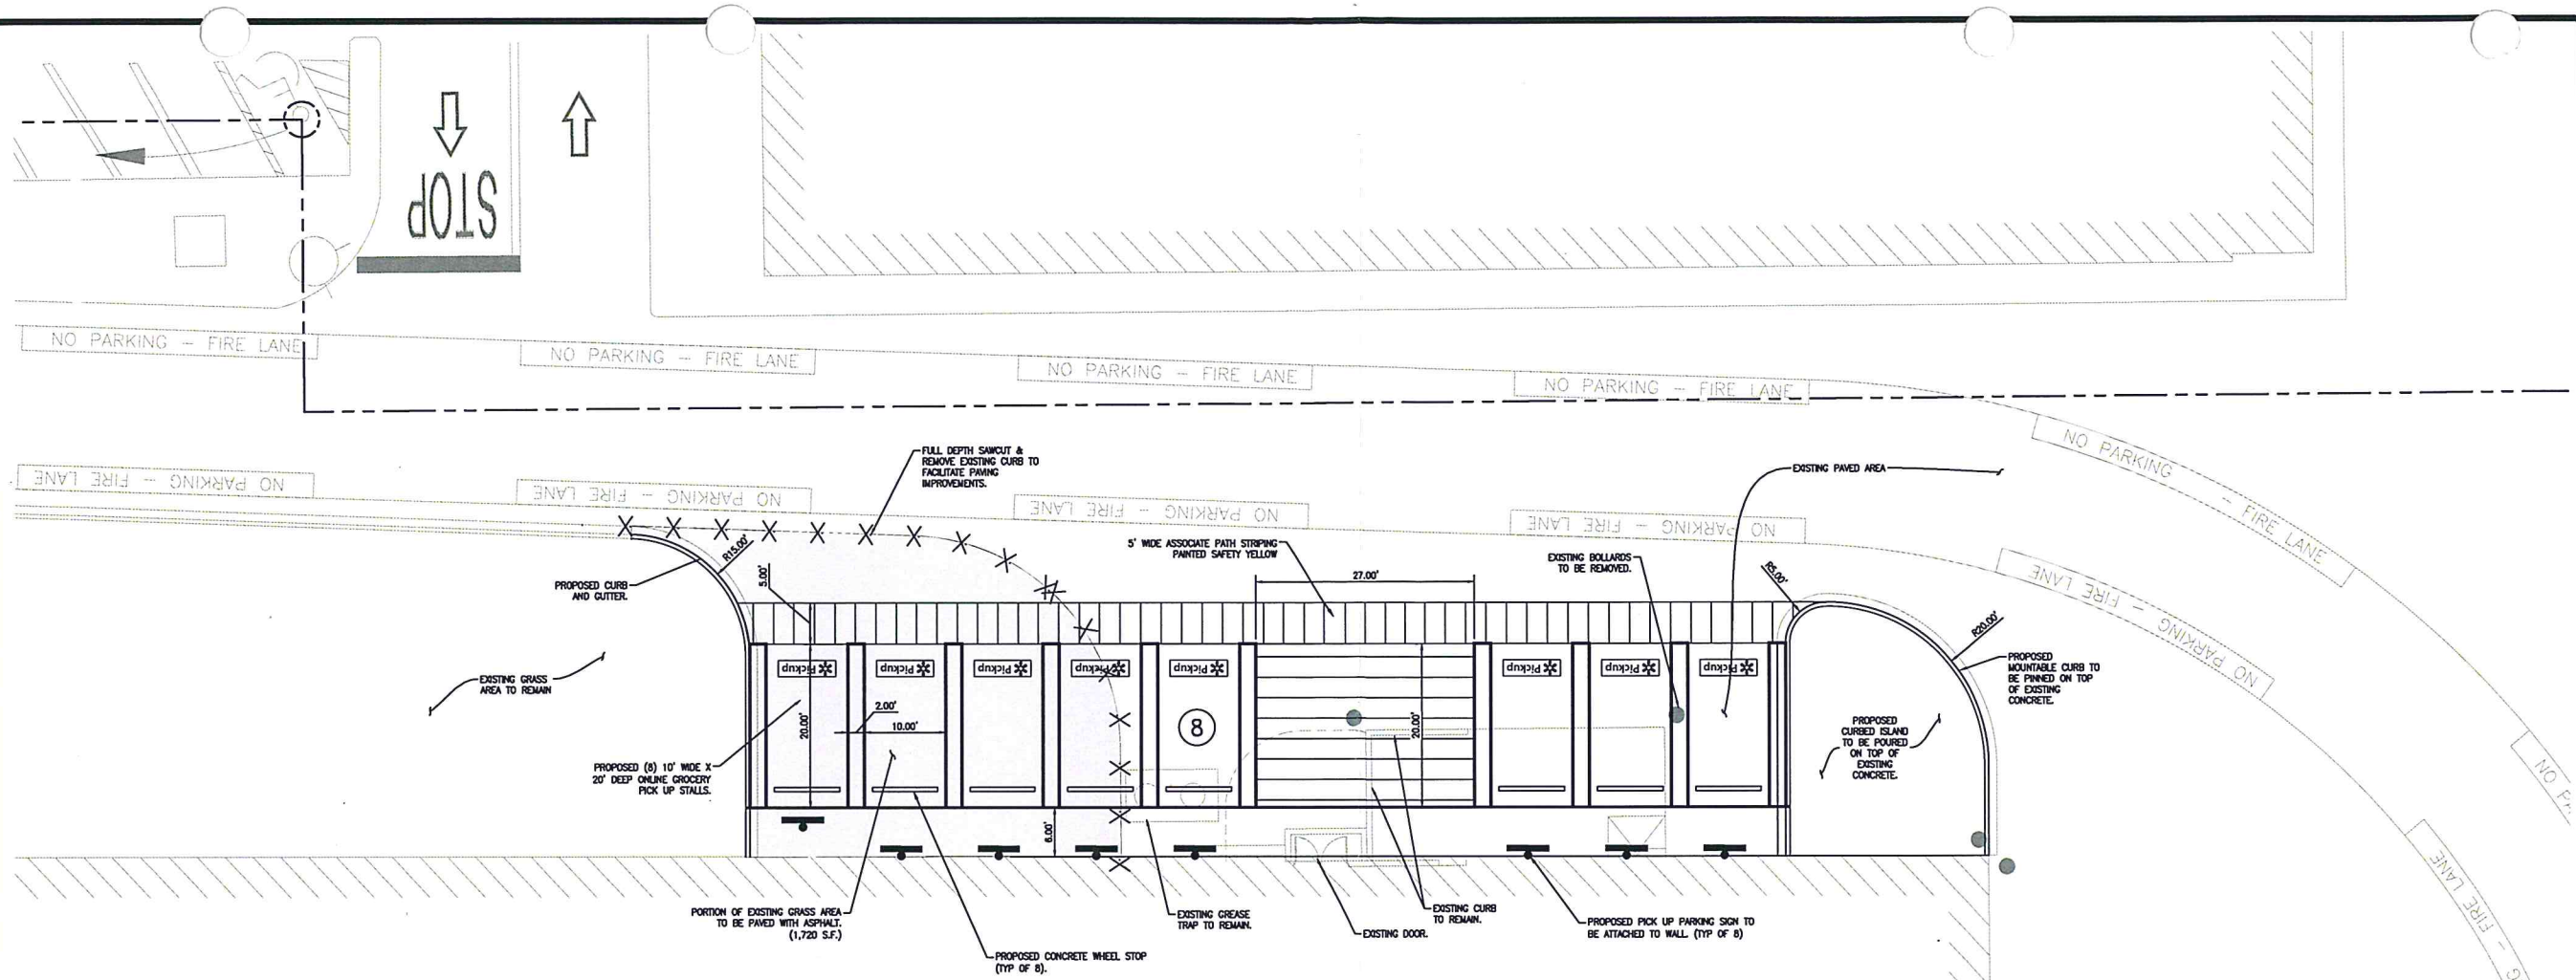 STOP
NO PARKING - FIRE LANE
NO PARKING - FIRE LANE
NO PARKING - FIRE LANE
NO PARKING - FIRE LANE
NO PARKING - FIRE LANE
NO PARKING - FIRE LANE
NO PARKING - FIRE LANE
NO PARKING - FIRE LANE
NO PARKING - FIRE LANE
NO PARKING - FIRE LANE
FULL DEPTH SAWCUT &
REMOVE EXISTING CURB TO
FACILITATE PAVING
IMPROVEMENTS.
EXISTING PAVED AREA
R15.00'
5.00'
5' WIDE ASSOCIATE PATH STRIPING
PAINTED SAFETY YELLOW
27.00'
EXISTING BOLLARDS
TO BE REMOVED.
R5.00'
R20.00'
PROPOSED CURB
AND GUTTER.
EXISTING GRASS
AREA TO REMAIN
Pickup
Pickup
Pickup
Pickup
Pickup
Pickup
Pickup
Pickup
PROPOSED
MOUNTABLE CURB TO
BE PINNED ON TOP
OF EXISTING
CONCRETE.
20.00'
2.00'
10.00'
8
20.00'
PROPOSED
CURBED ISLAND
TO BE POURED
ON TOP OF
EXISTING
CONCRETE.
PROPOSED (8) 10' WIDE X
20' DEEP ONLINE GROCERY
PICK UP STALLS.
6.00'
NO PA
FIRE LANE
PORTION OF EXISTING GRASS AREA
TO BE PAVED WITH ASPHALT.
(1,720 S.F.)
PROPOSED CONCRETE WHEEL STOP
(TYP OF 8).
EXISTING GREASE
TRAP TO REMAIN.
EXISTING DOOR.
EXISTING CURB
TO REMAIN.
PROPOSED PICK UP PARKING SIGN TO
BE ATTACHED TO WALL (TYP OF 8)